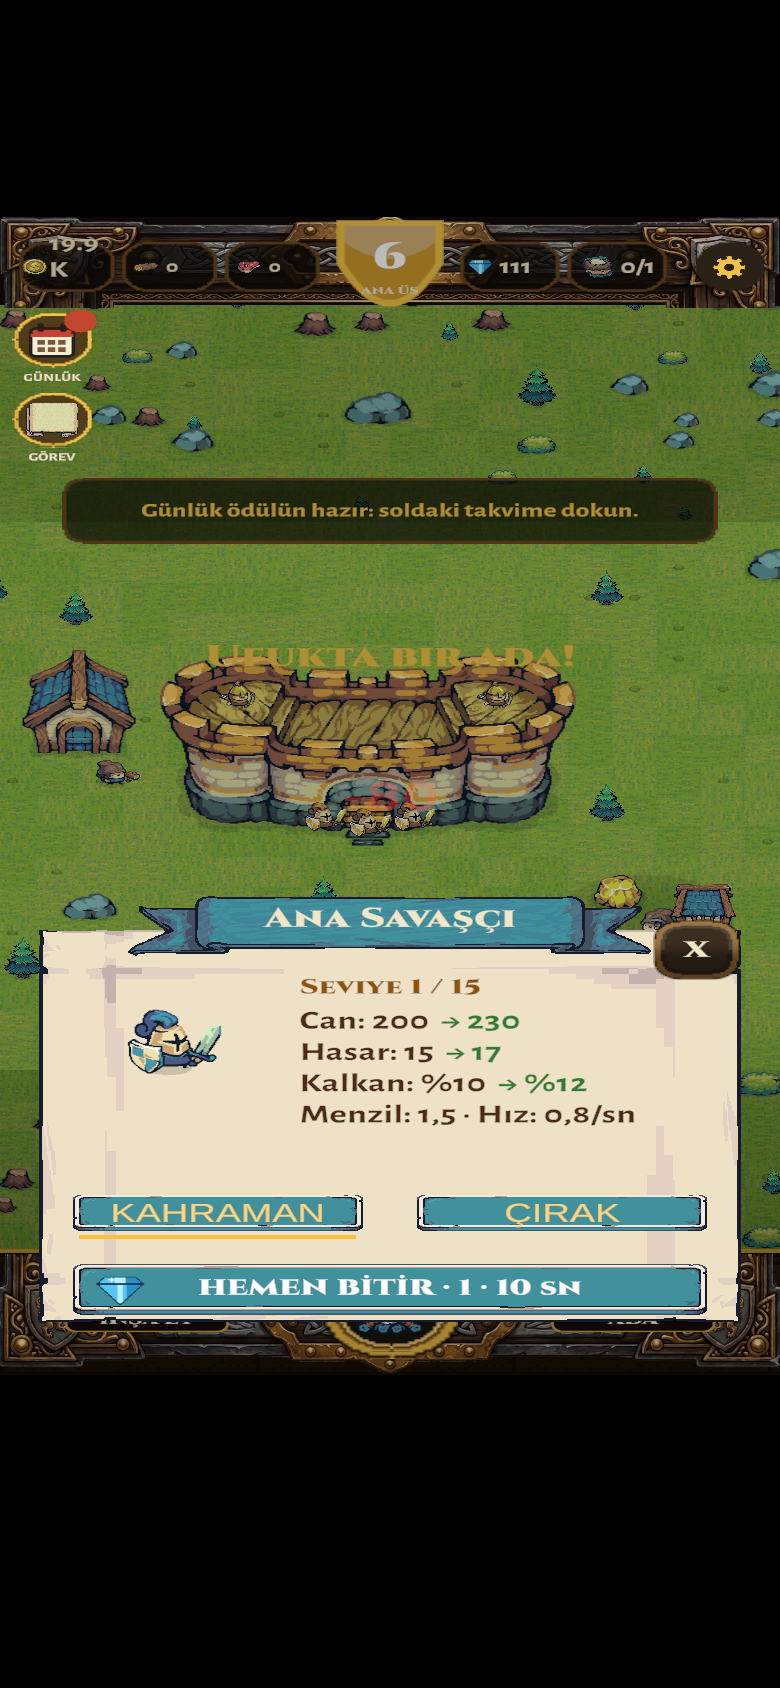 19.9
K
0
0
6
ANA ÜS
111
0/1
GÜNLÜK
GÖREV
Günlük ödülün hazır: soldaki takvime dokun.
UFUKTA BIR ADA!
ANA SAVAŞÇI
X
SEVIYE 1 / 15
Can: 200 → 230
Hasar: 15 → 17
Kalkan: %10 → %12
Menzil: 1,5 · Hız: 0,8/sn
KAHRAMAN
ÇIRAK
HEMEN BİTİR · 1 · 10 SN